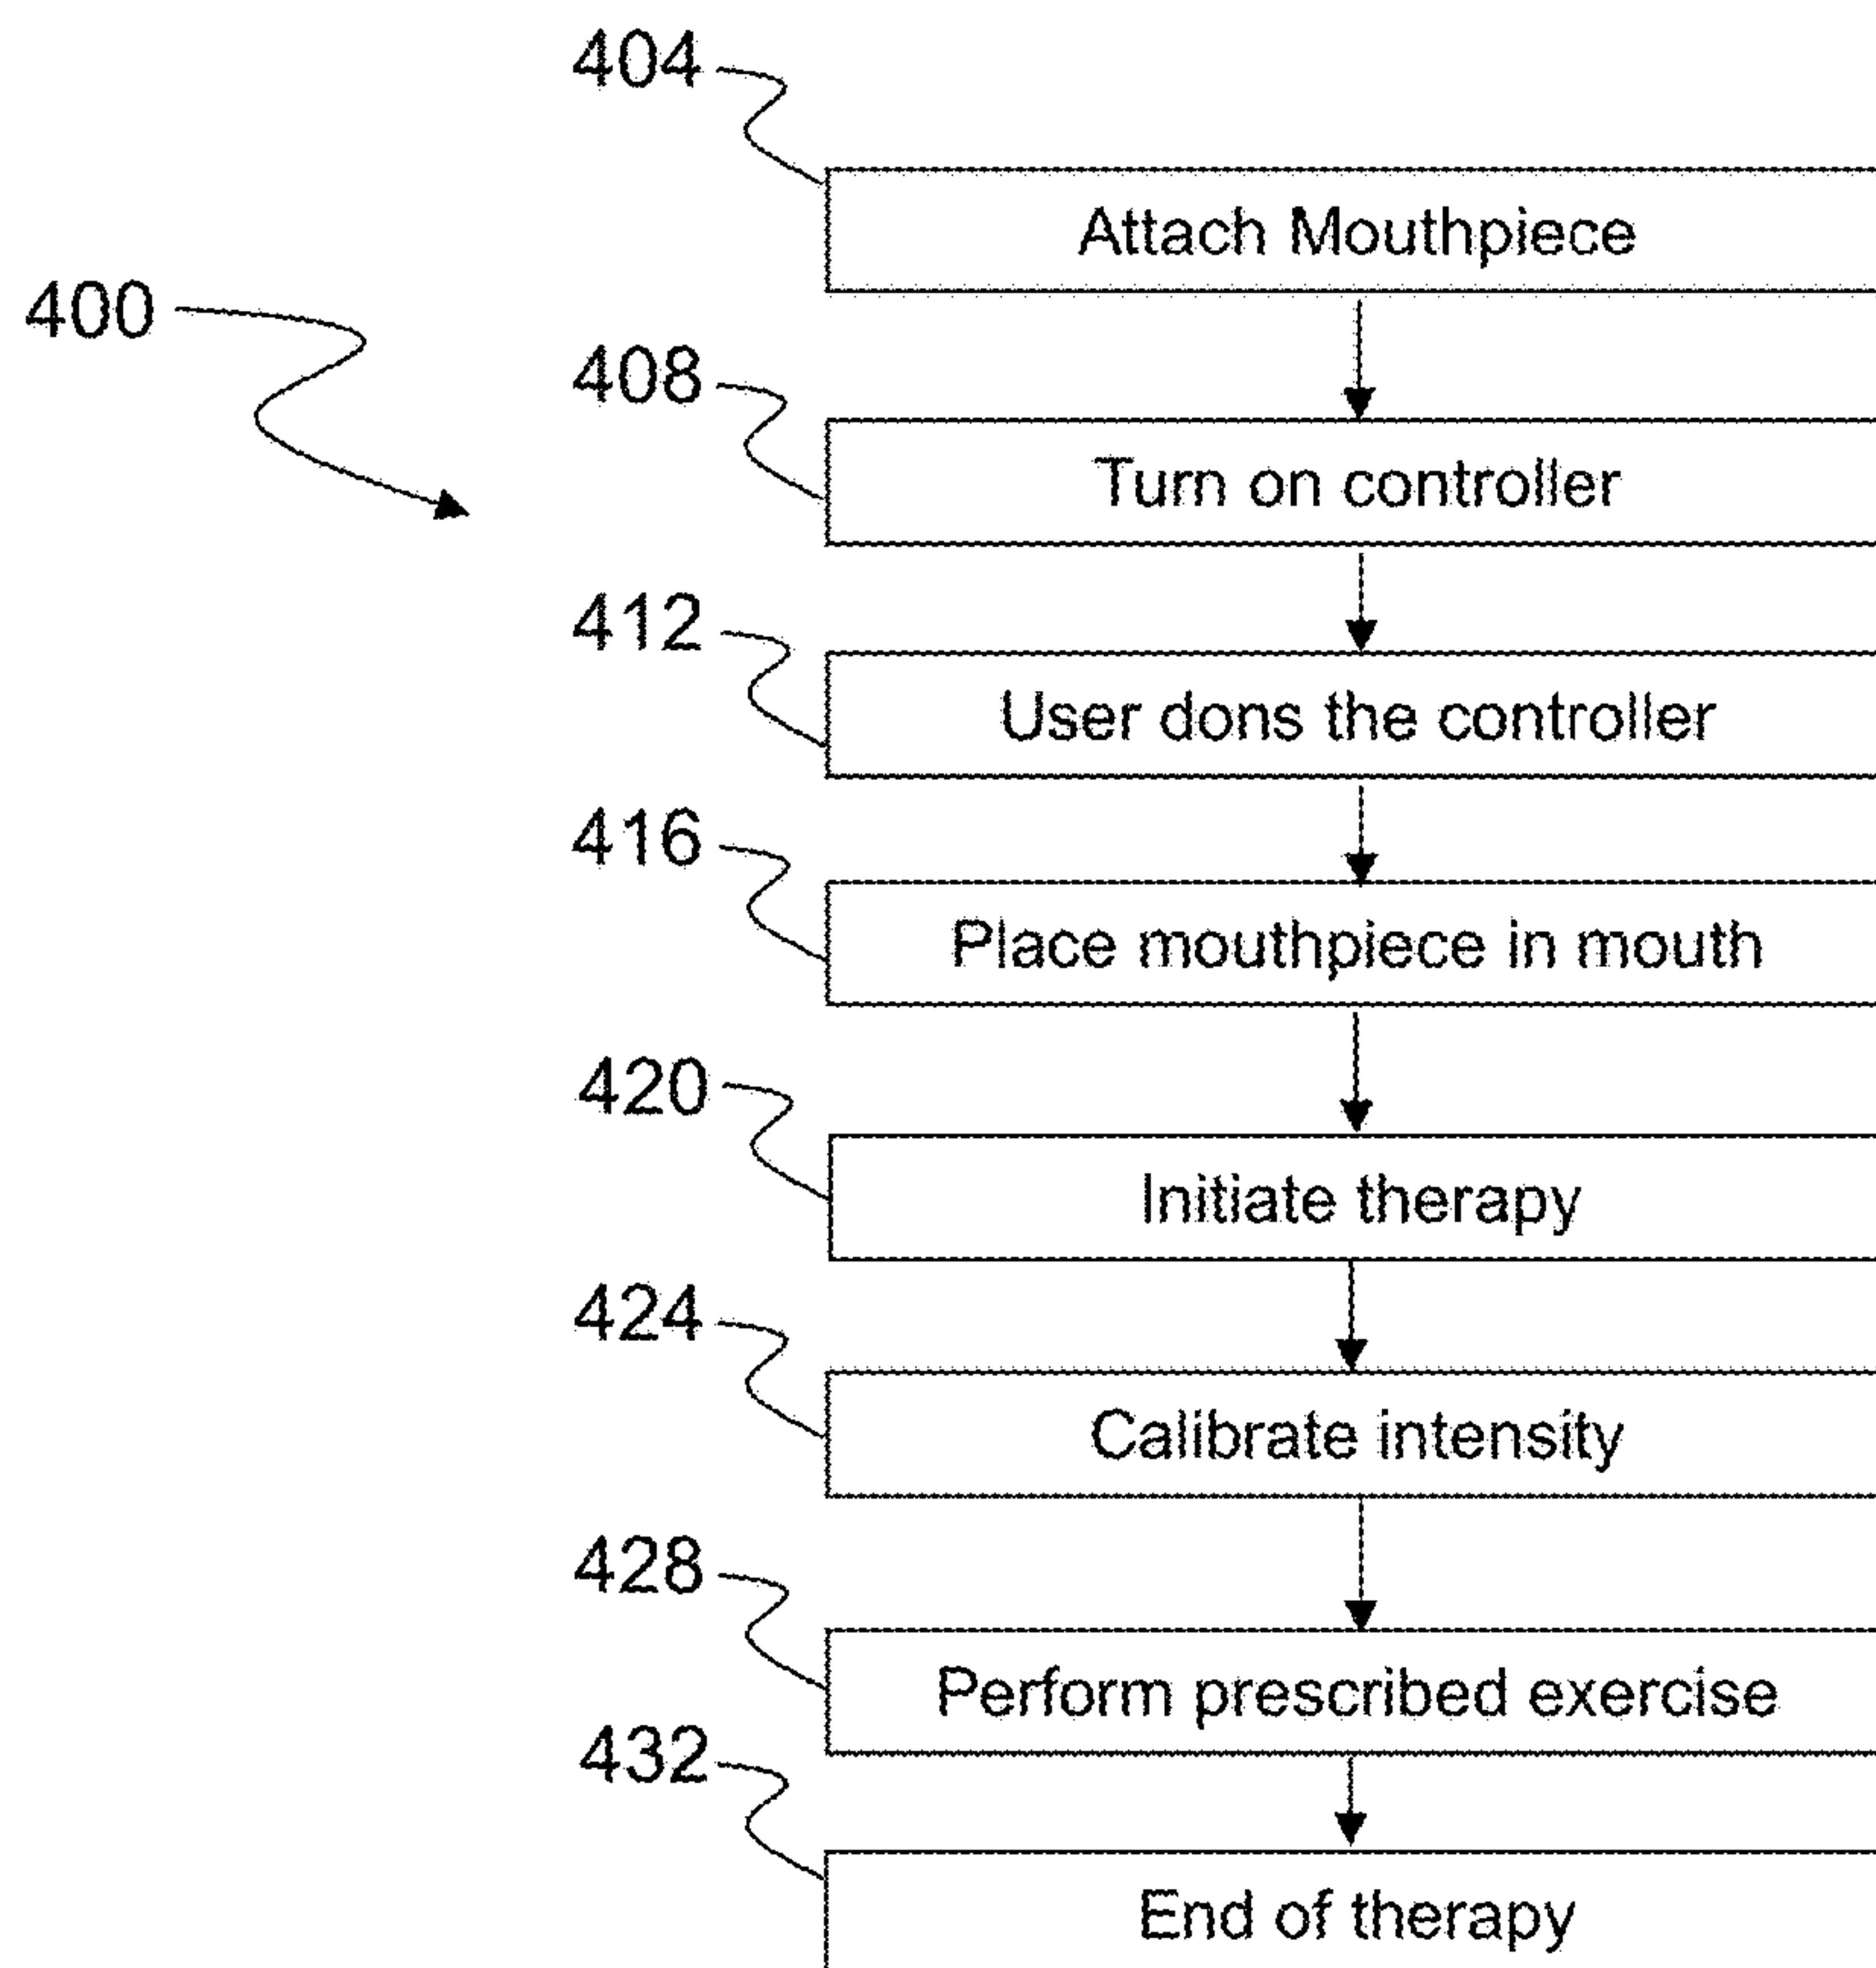 404
Attach Mouthpiece
400
408
Turn on controller
412
User dons the controller
416
Place mouthpiece in mouth
420
Initiate therapy
424
Calibrate intensity
428
Perform prescribed exercise
432
End of therapy